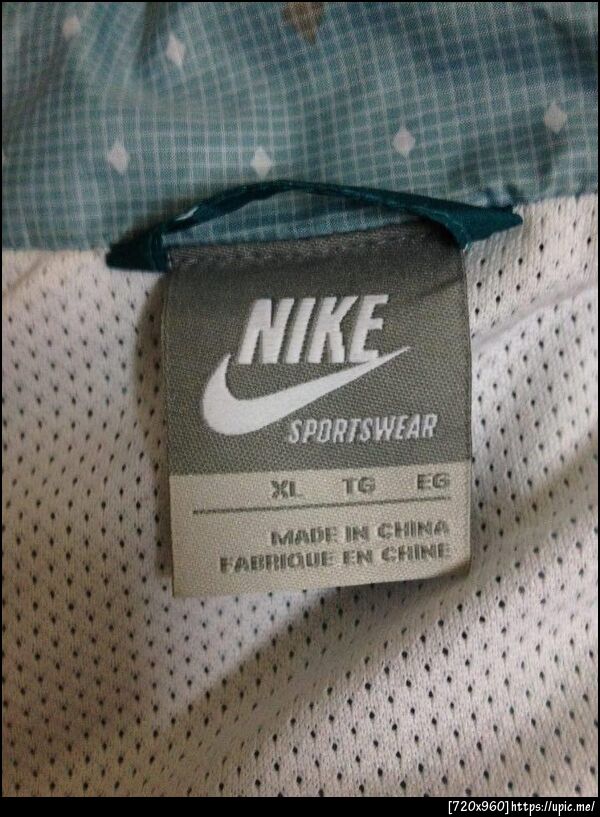 NIKE
SPORTSWEAR
XL TG EG
MADE IN CHINA
FABRIQUE EN CHINE
[720x960]https://upic.me/